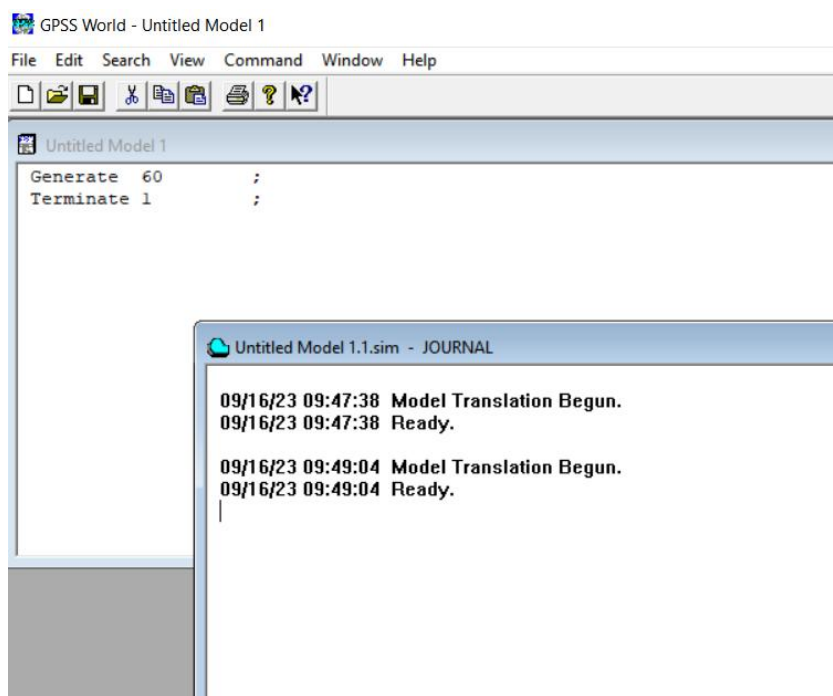 GPSS World - Untitled Model 1
File Edit Search View Command Window Help
Untitled Model 1
Generate 60 ;
Terminate 1 ;
Untitled Model 1.1.sim - JOURNAL
09/16/23 09:47:38 Model Translation Begun.
09/16/23 09:47:38 Ready.
09/16/23 09:49:04 Model Translation Begun.
09/16/23 09:49:04 Ready.